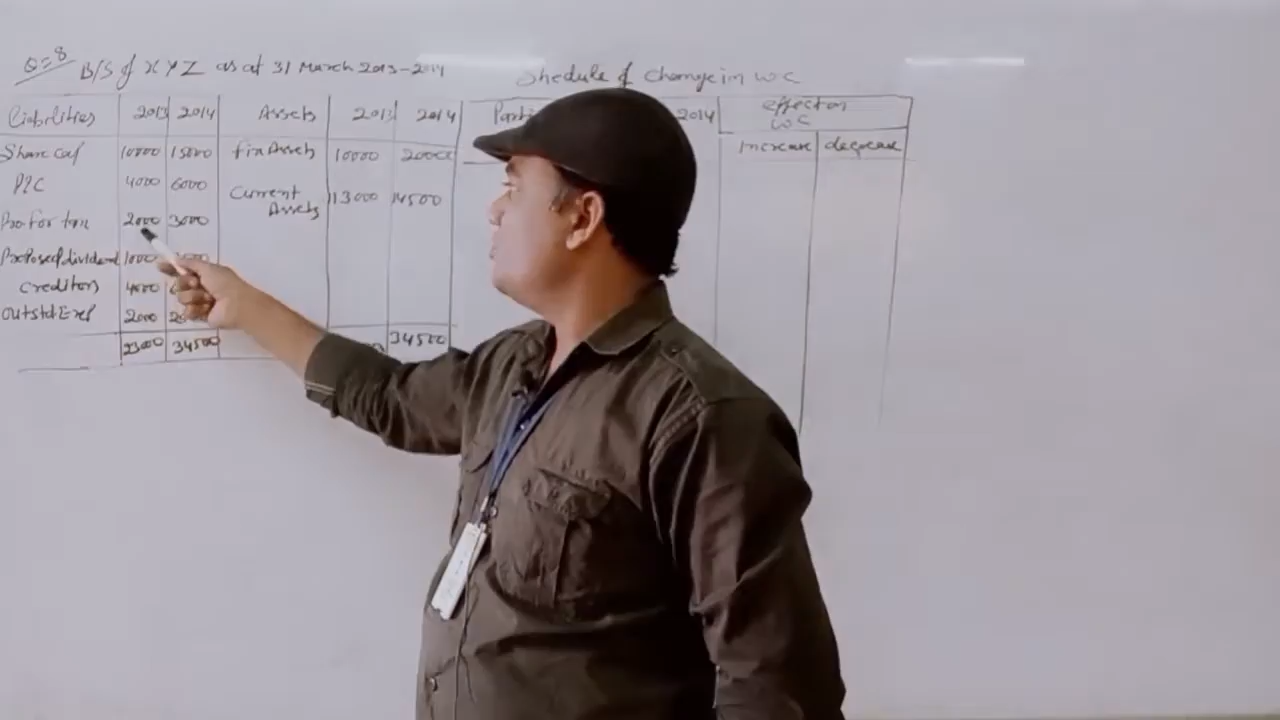 Q=8 B/S of XYZ as at 31 March 2013-2014
Shedule of Change in W.C
Liabilities 2013 2014 Assets 2013 2014
Parti 2014 effect on W.C
Increase decrease
Share cap 10000 15000 fix Assets 10000 20000
P/L 4000 6000 Current Assets 13000 14500
Pro For tax 2000 3000
Proposed dividend 1000
creditors 4000
Outstd Exp 2000
23000 34500 34500